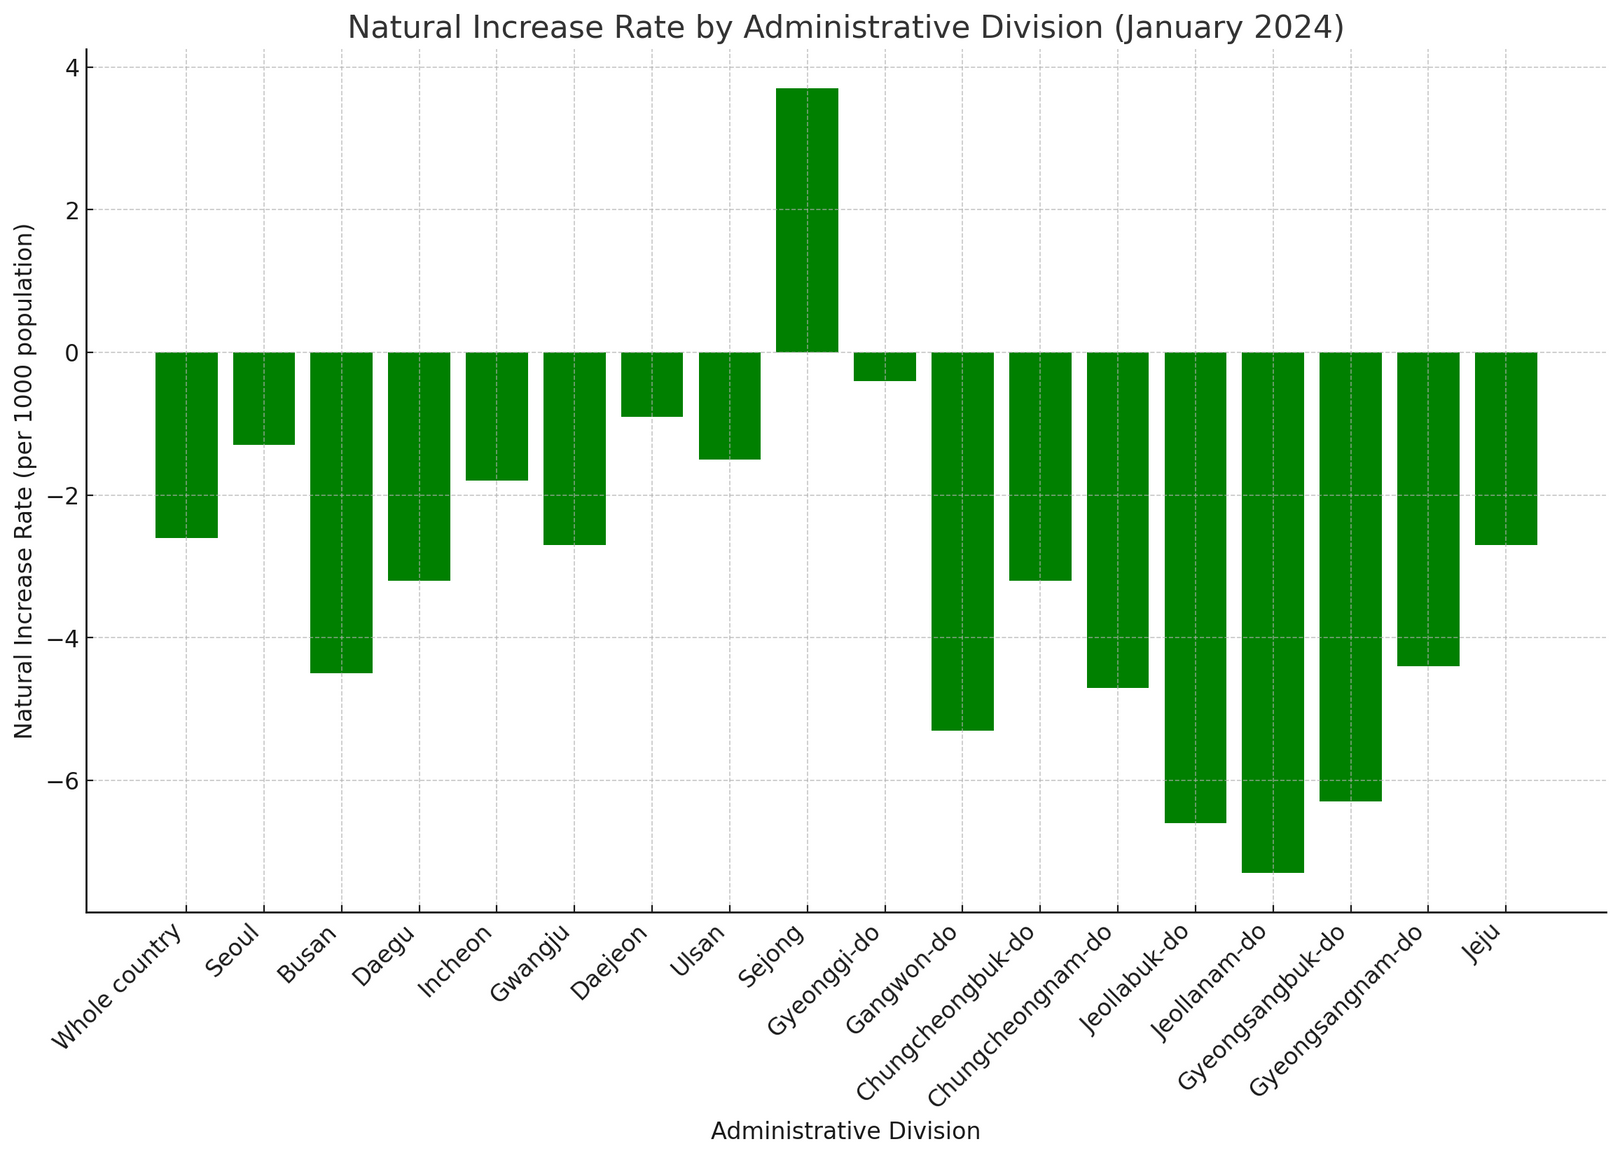 Natural Increase Rate by Administrative Division (January 2024)
Natural Increase Rate (per 1000 population)
4
2
0
−2
−4
−6
Whole country
Seoul
Busan
Daegu
Incheon
Gwangju
Daejeon
Ulsan
Sejong
Gyeonggi-do
Gangwon-do
Chungcheongbuk-do
Chungcheongnam-do
Jeollabuk-do
Jeollanam-do
Gyeongsangbuk-do
Gyeongsangnam-do
Jeju
Administrative Division